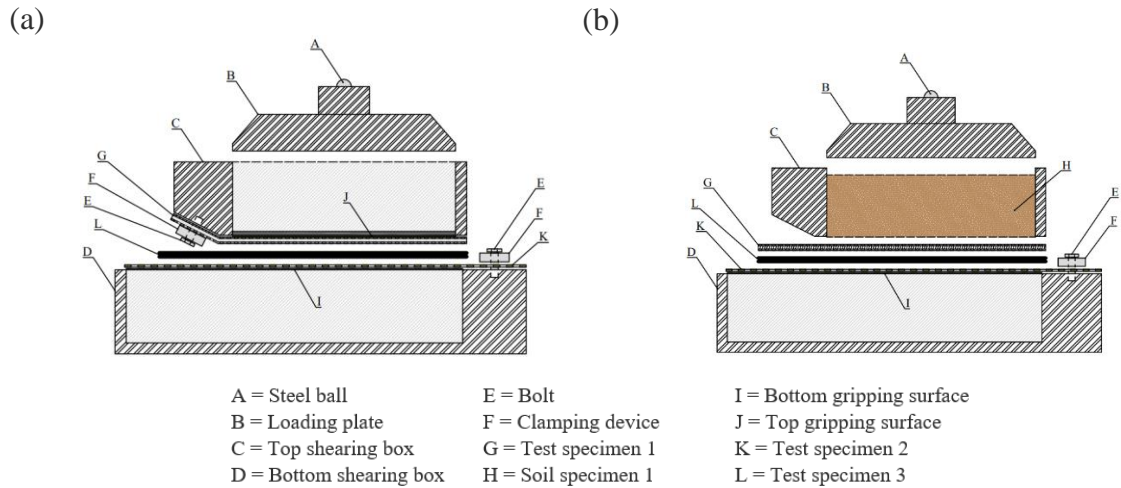 (a)
(b)
A
B
C
G
F
E
L
D
J
E
F
K
I
A
B
C
G
L
K
D
H
E
F
I
A = Steel ball
B = Loading plate
C = Top shearing box
D = Bottom shearing box
E = Bolt
F = Clamping device
G = Test specimen 1
H = Soil specimen 1
I = Bottom gripping surface
J = Top gripping surface
K = Test specimen 2
L = Test specimen 3